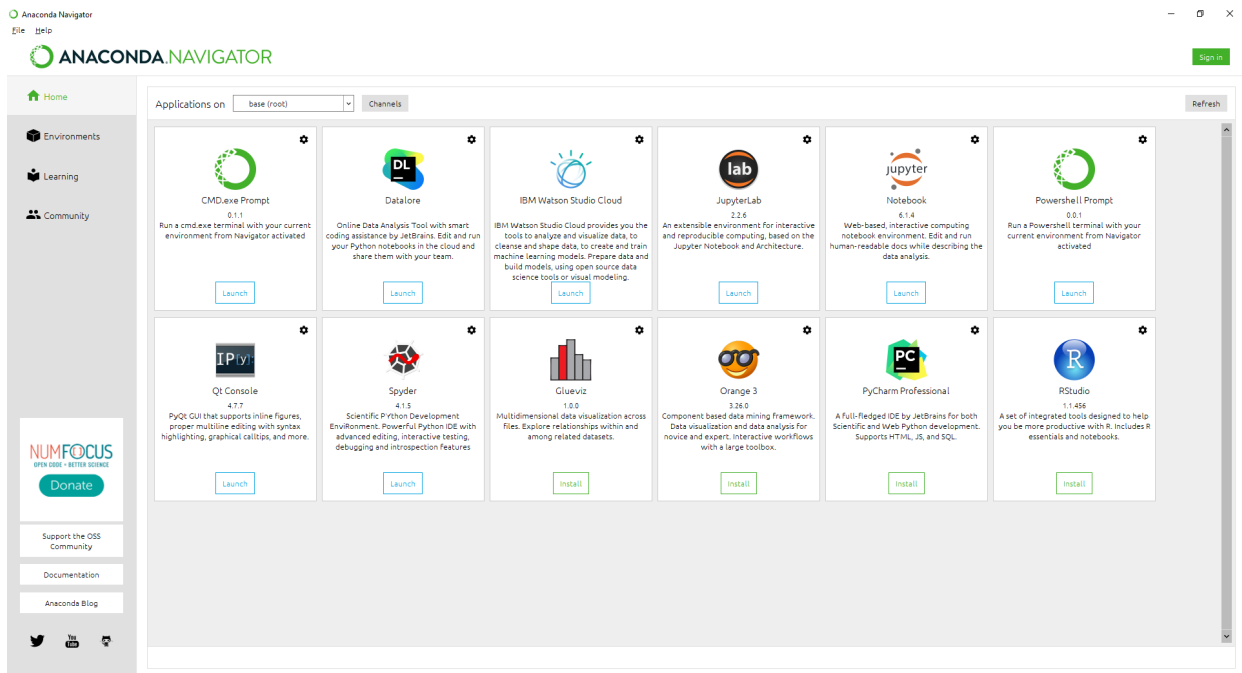 Anaconda Navigator
File Help
ANACONDA.NAVIGATOR
Sign in
Home
Environments
Learning
Community
Applications on base (root) Channels
Refresh
CMD.exe Prompt
0.1.1
Run a cmd.exe terminal with your current
environment from Navigator activated
Launch
DL
Datalore
Online Data Analysis Tool with smart
coding assistance by JetBrains. Edit and run
your Python notebooks in the cloud and
share them with your team.
Launch
IBM Watson Studio Cloud
IBM Watson Studio Cloud provides you the
tools to analyze and visualize data, to
cleanse and shape data, to create and train
machine learning models. Prepare data and
build models, using open source data
science tools or visual modeling.
Launch
lab
JupyterLab
2.2.6
An extensible environment for interactive
and reproducible computing, based on the
Jupyter Notebook and Architecture.
Launch
jupyter
Notebook
6.1.4
Web-based, interactive computing
notebook environment. Edit and run
human-readable docs while describing the
data analysis.
Launch
Powershell Prompt
0.0.1
Run a Powershell terminal with your
current environment from Navigator
activated
Launch
IP[y]:
Qt Console
4.7.7
PyQt GUI that supports inline figures,
proper multiline editing with syntax
highlighting, graphical calltips, and more.
Launch
Spyder
4.1.5
Scientific PYthon Development
EnviRonment. Powerful Python IDE with
advanced editing, interactive testing,
debugging and introspection features
Launch
Glueviz
1.0.0
Multidimensional data visualization across
files. Explore relationships within and
among related datasets.
Install
Orange 3
3.26.0
Component based data mining framework.
Data visualization and data analysis for
novice and expert. Interactive workflows
with a large toolbox.
Install
PC
PyCharm Professional
A full-fledged IDE by JetBrains for both
Scientific and Web Python development.
Supports HTML, JS, and SQL.
Install
R
RStudio
1.1.456
A set of integrated tools designed to help
you be more productive with R. Includes R
essentials and notebooks.
Install
NUMFOCUS
OPEN CODE = BETTER SCIENCE
Donate
Support the OSS
Community
Documentation
Anaconda Blog
You
Tube